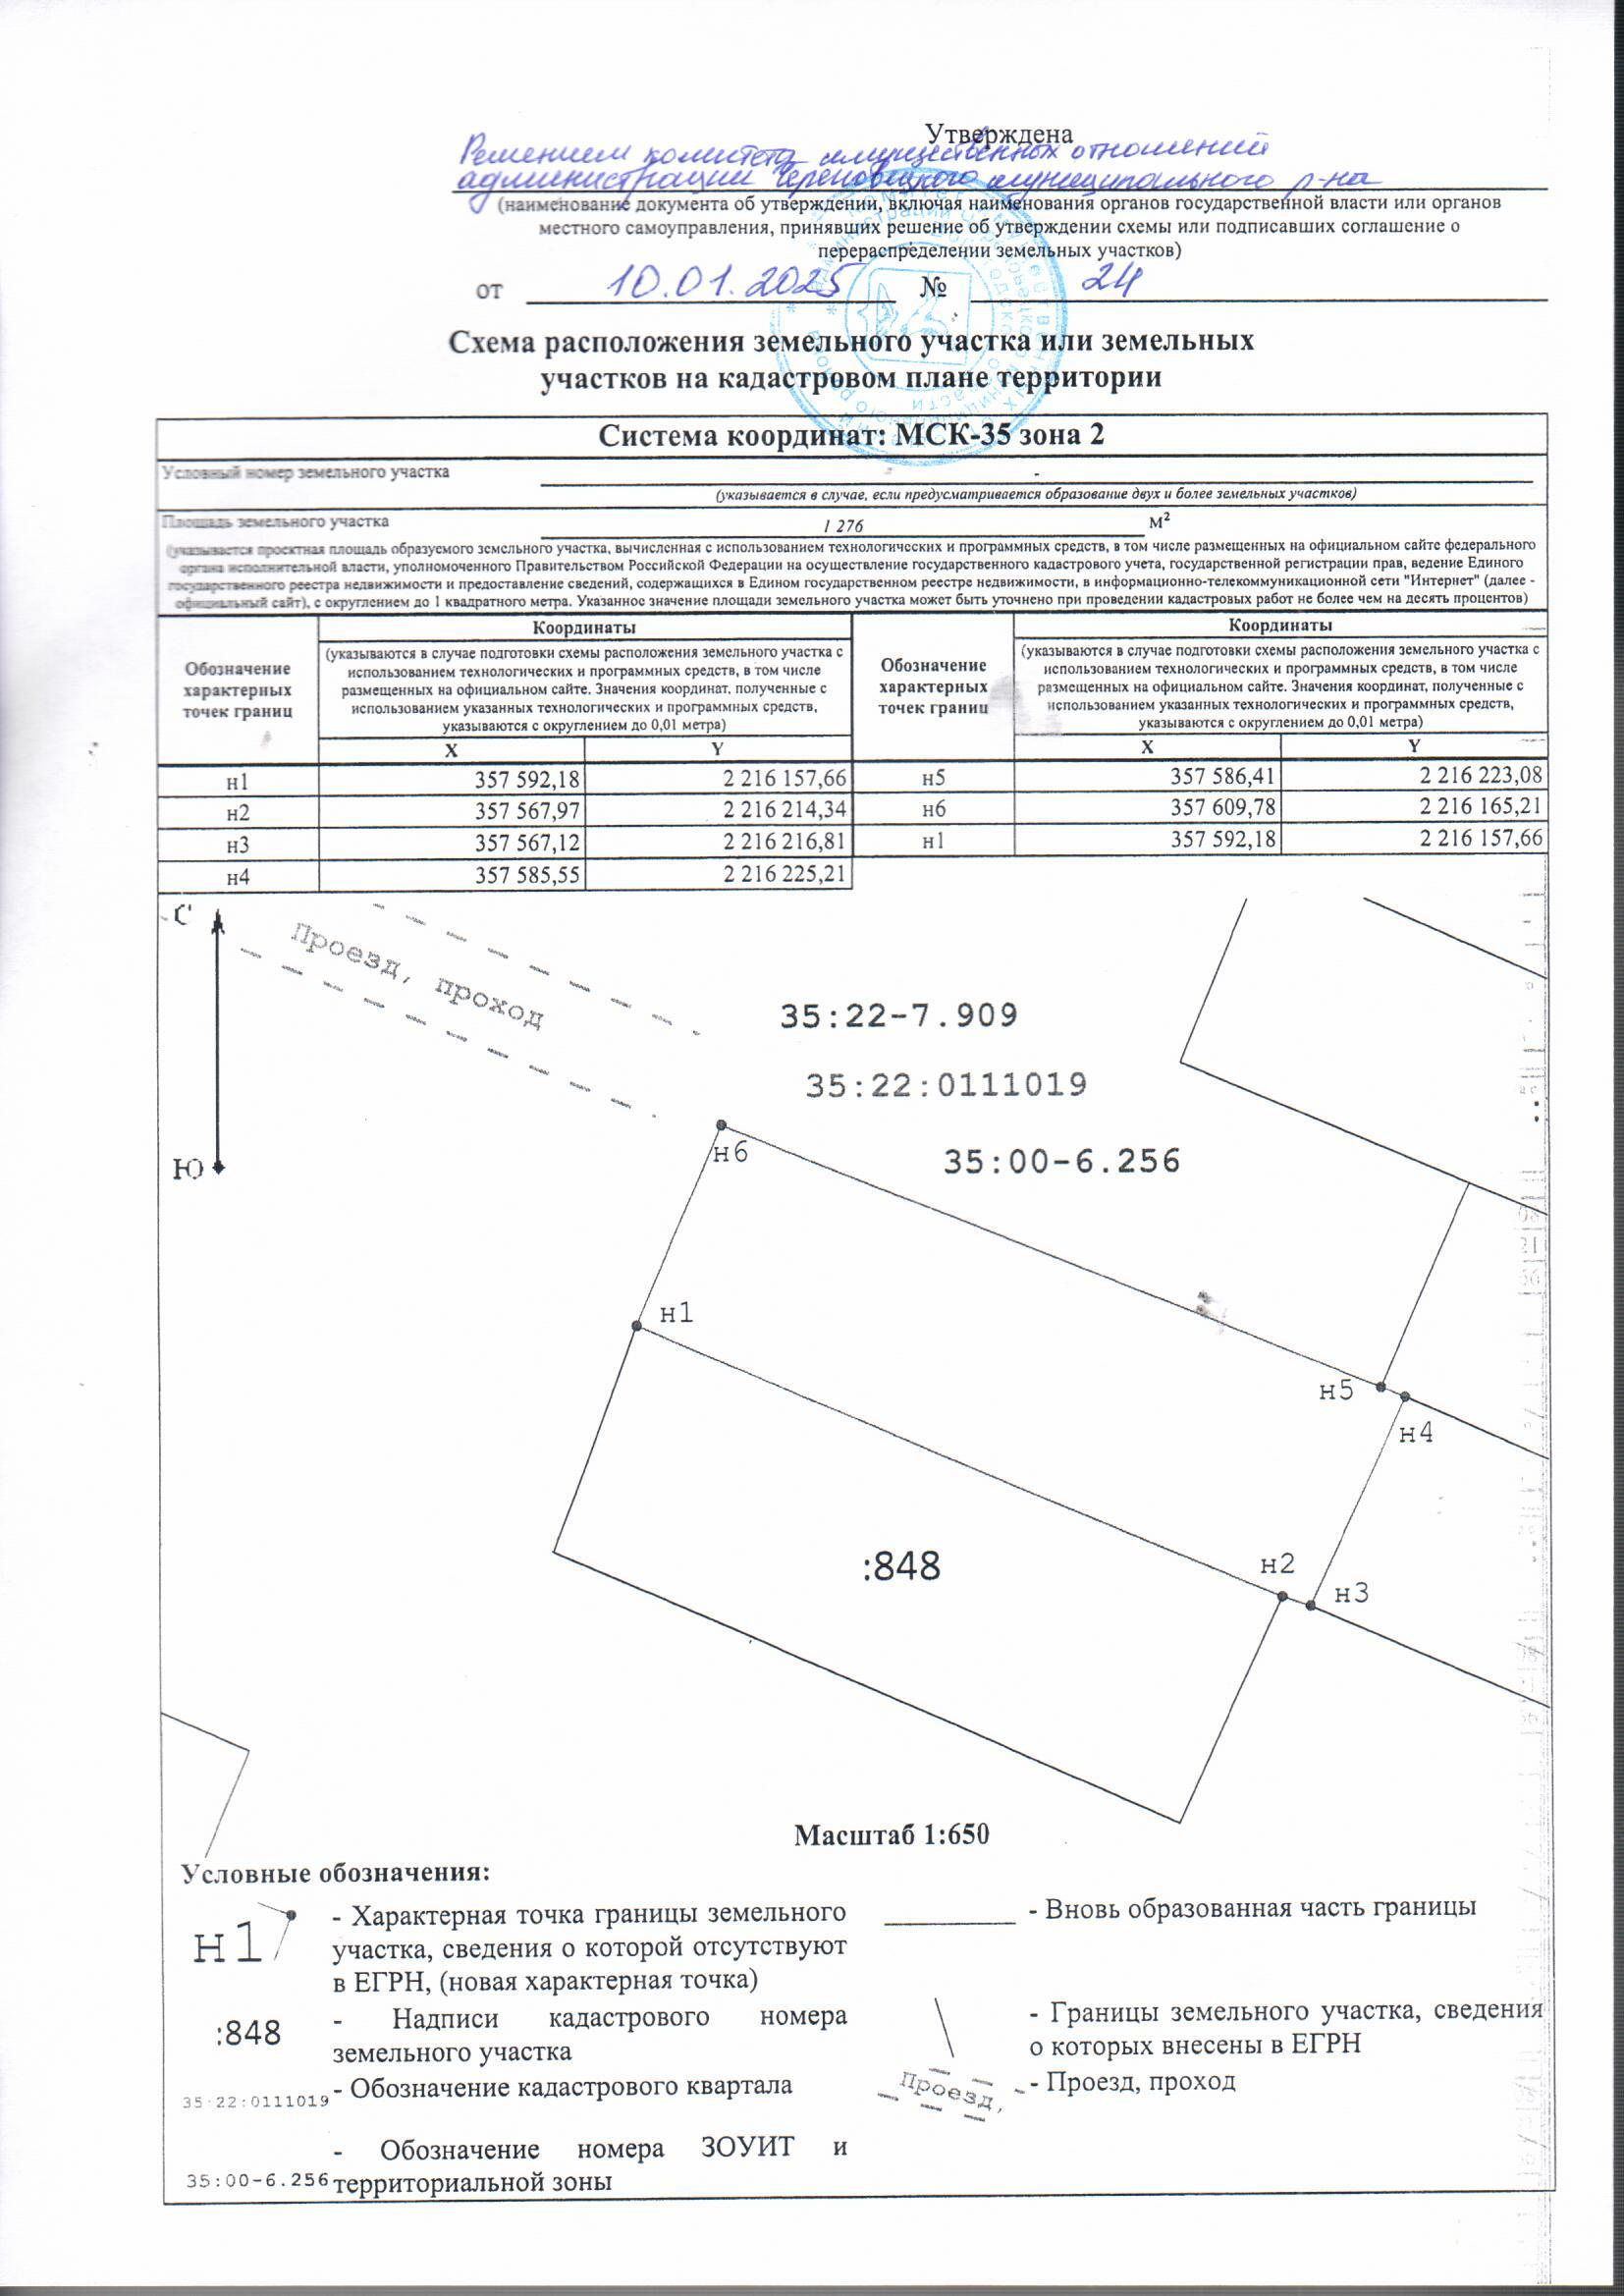 Утверждена
Решением комитета имущественных отношений
администрации Череповецкого муниципального р-на
(наименование документа об утверждении, включая наименования органов государственной власти или органов
местного самоуправления, принявших решение об утверждении схемы или подписавших соглашение о
перераспределении земельных участков)
от 10.01.2025 № 24
Схема расположения земельного участка или земельных
участков на кадастровом плане территории
Система координат: МСК-35 зона 2
Условный номер земельного участка -
(указывается в случае, если предусматривается образование двух и более земельных участков)
Площадь земельного участка 1 276 м²
(указывается проектная площадь образуемого земельного участка, вычисленная с использованием технологических и программных средств, в том числе размещенных на официальном сайте федерального
органа исполнительной власти, уполномоченного Правительством Российской Федерации на осуществление государственного кадастрового учета, государственной регистрации прав, ведение Единого
государственного реестра недвижимости и предоставление сведений, содержащихся в Едином государственном реестре недвижимости, в информационно-телекоммуникационной сети "Интернет" (далее -
официальный сайт), с округлением до 1 квадратного метра. Указанное значение площади земельного участка может быть уточнено при проведении кадастровых работ не более чем на десять процентов)
Обозначение
характерных
точек границ
Координаты
(указываются в случае подготовки схемы расположения земельного участка с
использованием технологических и программных средств, в том числе
размещенных на официальном сайте. Значения координат, полученные с
использованием указанных технологических и программных средств,
указываются с округлением до 0,01 метра)
X Y
Обозначение
характерных
точек границ
Координаты
(указываются в случае подготовки схемы расположения земельного участка с
использованием технологических и программных средств, в том числе
размещенных на официальном сайте. Значения координат, полученные с
использованием указанных технологических и программных средств,
указываются с округлением до 0,01 метра)
X Y
н1 357 592,18 2 216 157,66 н5 357 586,41 2 216 223,08
н2 357 567,97 2 216 214,34 н6 357 609,78 2 216 165,21
н3 357 567,12 2 216 216,81 н1 357 592,18 2 216 157,66
н4 357 585,55 2 216 225,21
С
Проезд, проход
35:22-7.909
35:22:0111019
35:00-6.256
Ю
н6
н1
н5
н4
:848
н2
н3
Масштаб 1:650
Условные обозначения:
н1 - Характерная точка границы земельного
участка, сведения о которой отсутствуют
в ЕГРН, (новая характерная точка)
- Вновь образованная часть границы
:848 - Надписи кадастрового номера
земельного участка
- Границы земельного участка, сведения
о которых внесены в ЕГРН
35:22:0111019 - Обозначение кадастрового квартала
Проезд, - Проезд, проход
- Обозначение номера ЗОУИТ и
35:00-6.256 территориальной зоны